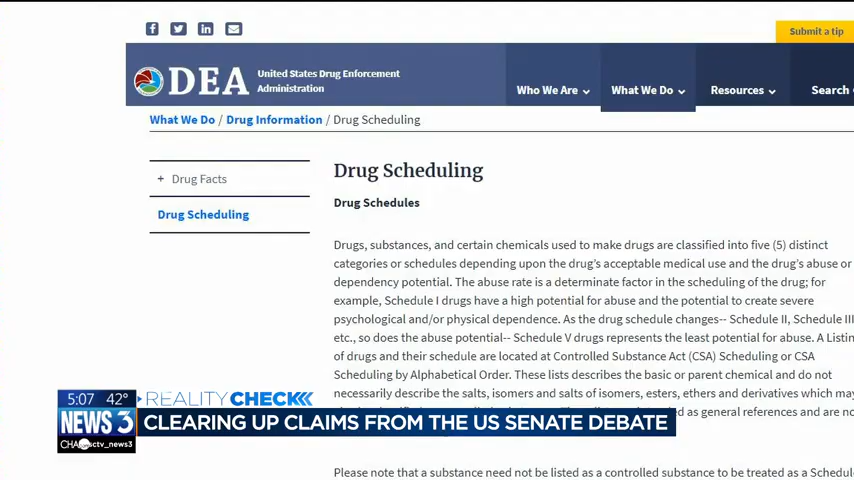 Submit a tip
DEA
United States Drug Enforcement
Administration
Who We Are
What We Do
Resources
Search
What We Do / Drug Information / Drug Scheduling
+ Drug Facts
Drug Scheduling
Drug Scheduling
Drug Schedules
Drugs, substances, and certain chemicals used to make drugs are classified into five (5) distinct
categories or schedules depending upon the drug's acceptable medical use and the drug's abuse or
dependency potential. The abuse rate is a determinate factor in the scheduling of the drug; for
example, Schedule I drugs have a high potential for abuse and the potential to create severe
psychological and/or physical dependence. As the drug schedule changes-- Schedule II, Schedule III
etc., so does the abuse potential-- Schedule V drugs represents the least potential for abuse. A Listin
of drugs and their schedule are located at Controlled Substance Act (CSA) Scheduling or CSA
Scheduling by Alphabetical Order. These lists describes the basic or parent chemical and do not
necessarily describe the salts, isomers and salts of isomers, esters, ethers and derivatives which may
as general references and are no
Please note that a substance need not be listed as a controlled substance to be treated as a Schedul
5:07 42°
REALITY CHECK
NEWS 3
CLEARING UP CLAIMS FROM THE US SENATE DEBATE
sctv_news3